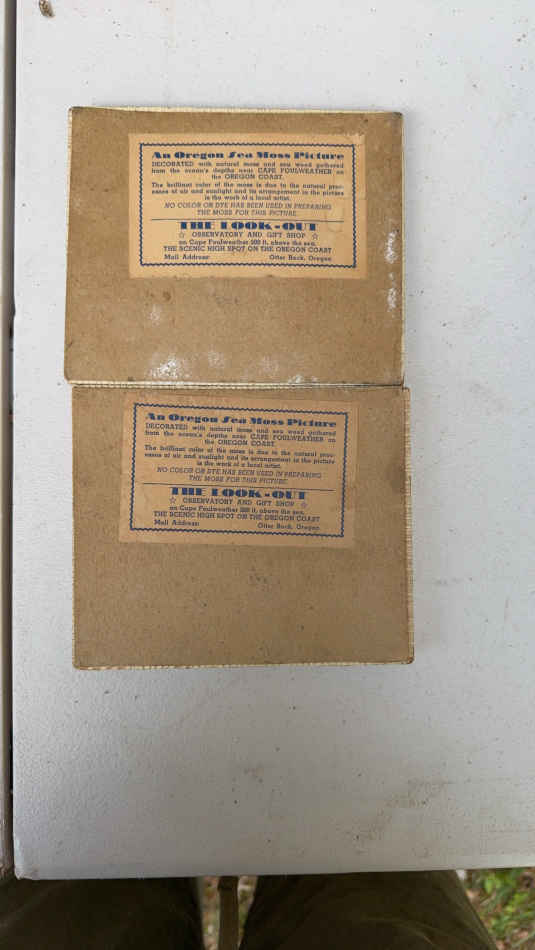 An Oregon Sea Moss Picture
DECORATED with natural moss and sea weed gathered
from the ocean's depths near CAPE FOULWEATHER on
the OREGON COAST.
The brilliant color of the moss is due to the natural proc-
esses of air and sunlight and its arrangement in the picture
is the work of a local artist.
NO COLOR OR DYE HAS BEEN USED IN PREPARING
THE MOSS FOR THIS PICTURE.
THE LOOK-OUT
☆ OBSERVATORY AND GIFT SHOP ☆
on Cape Foulweather 500 ft. above the sea.
THE SCENIC HIGH SPOT ON THE OREGON COAST
Mail Address: Otter Rock, Oregon
An Oregon Sea Moss Picture
DECORATED with natural moss and sea weed gathered
from the ocean's depths near CAPE FOULWEATHER on
the OREGON COAST.
The brilliant color of the moss is due to the natural proc-
esses of air and sunlight and its arrangement in the picture
is the work of a local artist.
NO COLOR OR DYE HAS BEEN USED IN PREPARING
THE MOSS FOR THIS PICTURE.
THE LOOK-OUT
☆ OBSERVATORY AND GIFT SHOP ☆
on Cape Foulweather 500 ft. above the sea.
THE SCENIC HIGH SPOT ON THE OREGON COAST
Mail Address: Otter Rock, Oregon